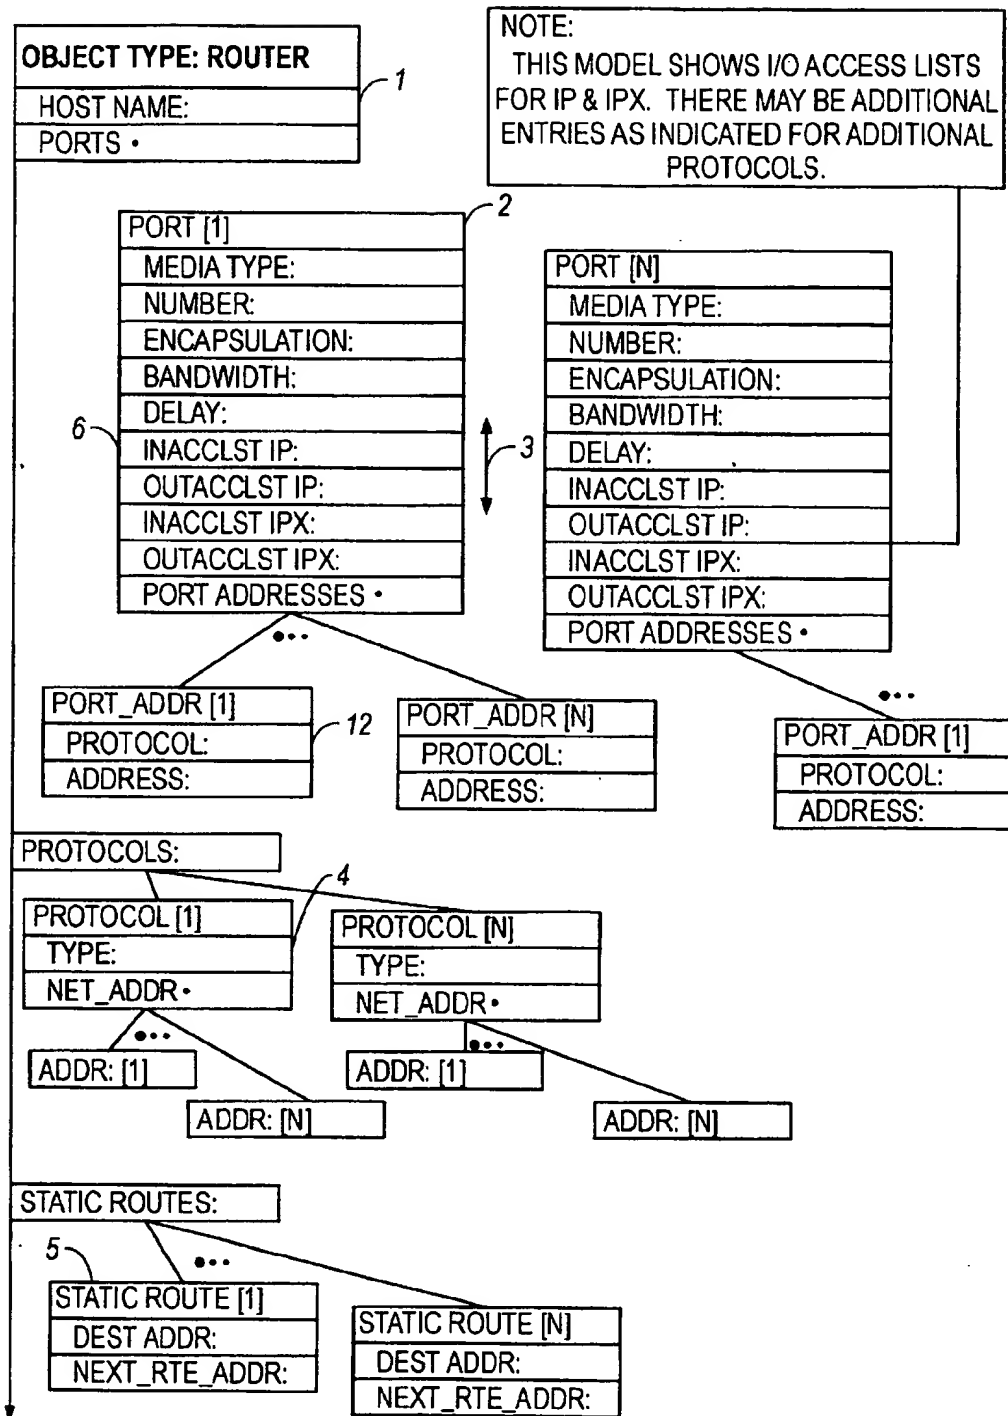 OBJECT TYPE: ROUTER
HOST NAME:
PORTS •
1
NOTE:
THIS MODEL SHOWS I/O ACCESS LISTS
FOR IP & IPX. THERE MAY BE ADDITIONAL
ENTRIES AS INDICATED FOR ADDITIONAL
PROTOCOLS.
2
PORT [1]
MEDIA TYPE:
NUMBER:
ENCAPSULATION:
BANDWIDTH:
DELAY:
INACCLST IP:
OUTACCLST IP:
INACCLST IPX:
OUTACCLST IPX:
PORT ADDRESSES •
6
3
PORT [N]
MEDIA TYPE:
NUMBER:
ENCAPSULATION:
BANDWIDTH:
DELAY:
INACCLST IP:
OUTACCLST IP:
INACCLST IPX:
OUTACCLST IPX:
PORT ADDRESSES •
PORT_ADDR [1]
PROTOCOL:
ADDRESS:
12
PORT_ADDR [N]
PROTOCOL:
ADDRESS:
PORT_ADDR [1]
PROTOCOL:
ADDRESS:
PROTOCOLS:
4
PROTOCOL [1]
TYPE:
NET_ADDR •
PROTOCOL [N]
TYPE:
NET_ADDR •
ADDR: [1]
ADDR: [N]
ADDR: [1]
ADDR: [N]
STATIC ROUTES:
5
STATIC ROUTE [1]
DEST ADDR:
NEXT_RTE_ADDR:
STATIC ROUTE [N]
DEST ADDR:
NEXT_RTE_ADDR: